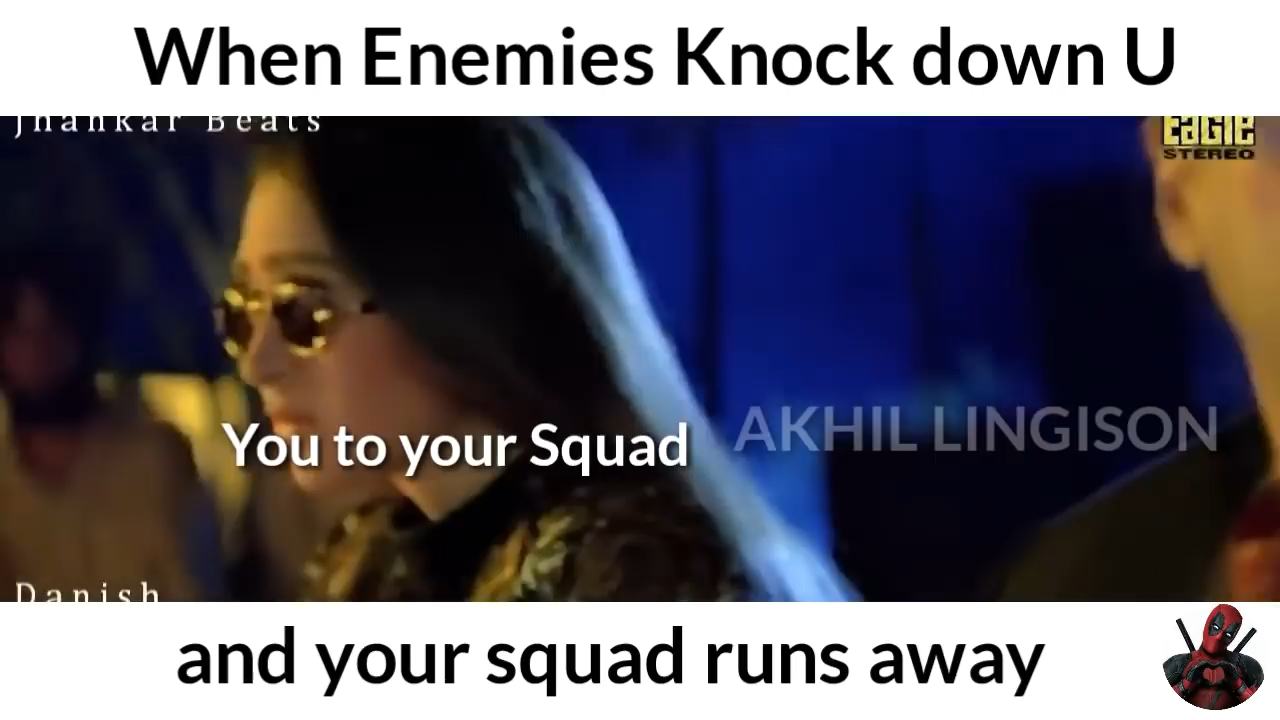 When Enemies Knock down U
Jhankar Beats
Eagle
STEREO
AKHIL LINGISON
You to your Squad
Danish
and your squad runs away